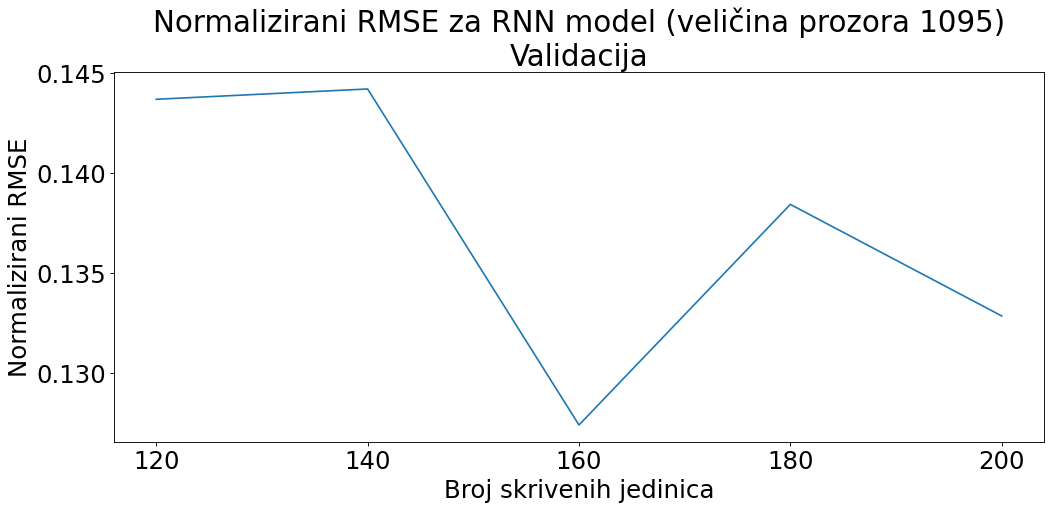 Normalizirani RMSE za RNN model (veličina prozora 1095)
Validacija
Normalizirani RMSE
0.145
0.140
0.135
0.130
120 140 160 180 200
Broj skrivenih jedinica